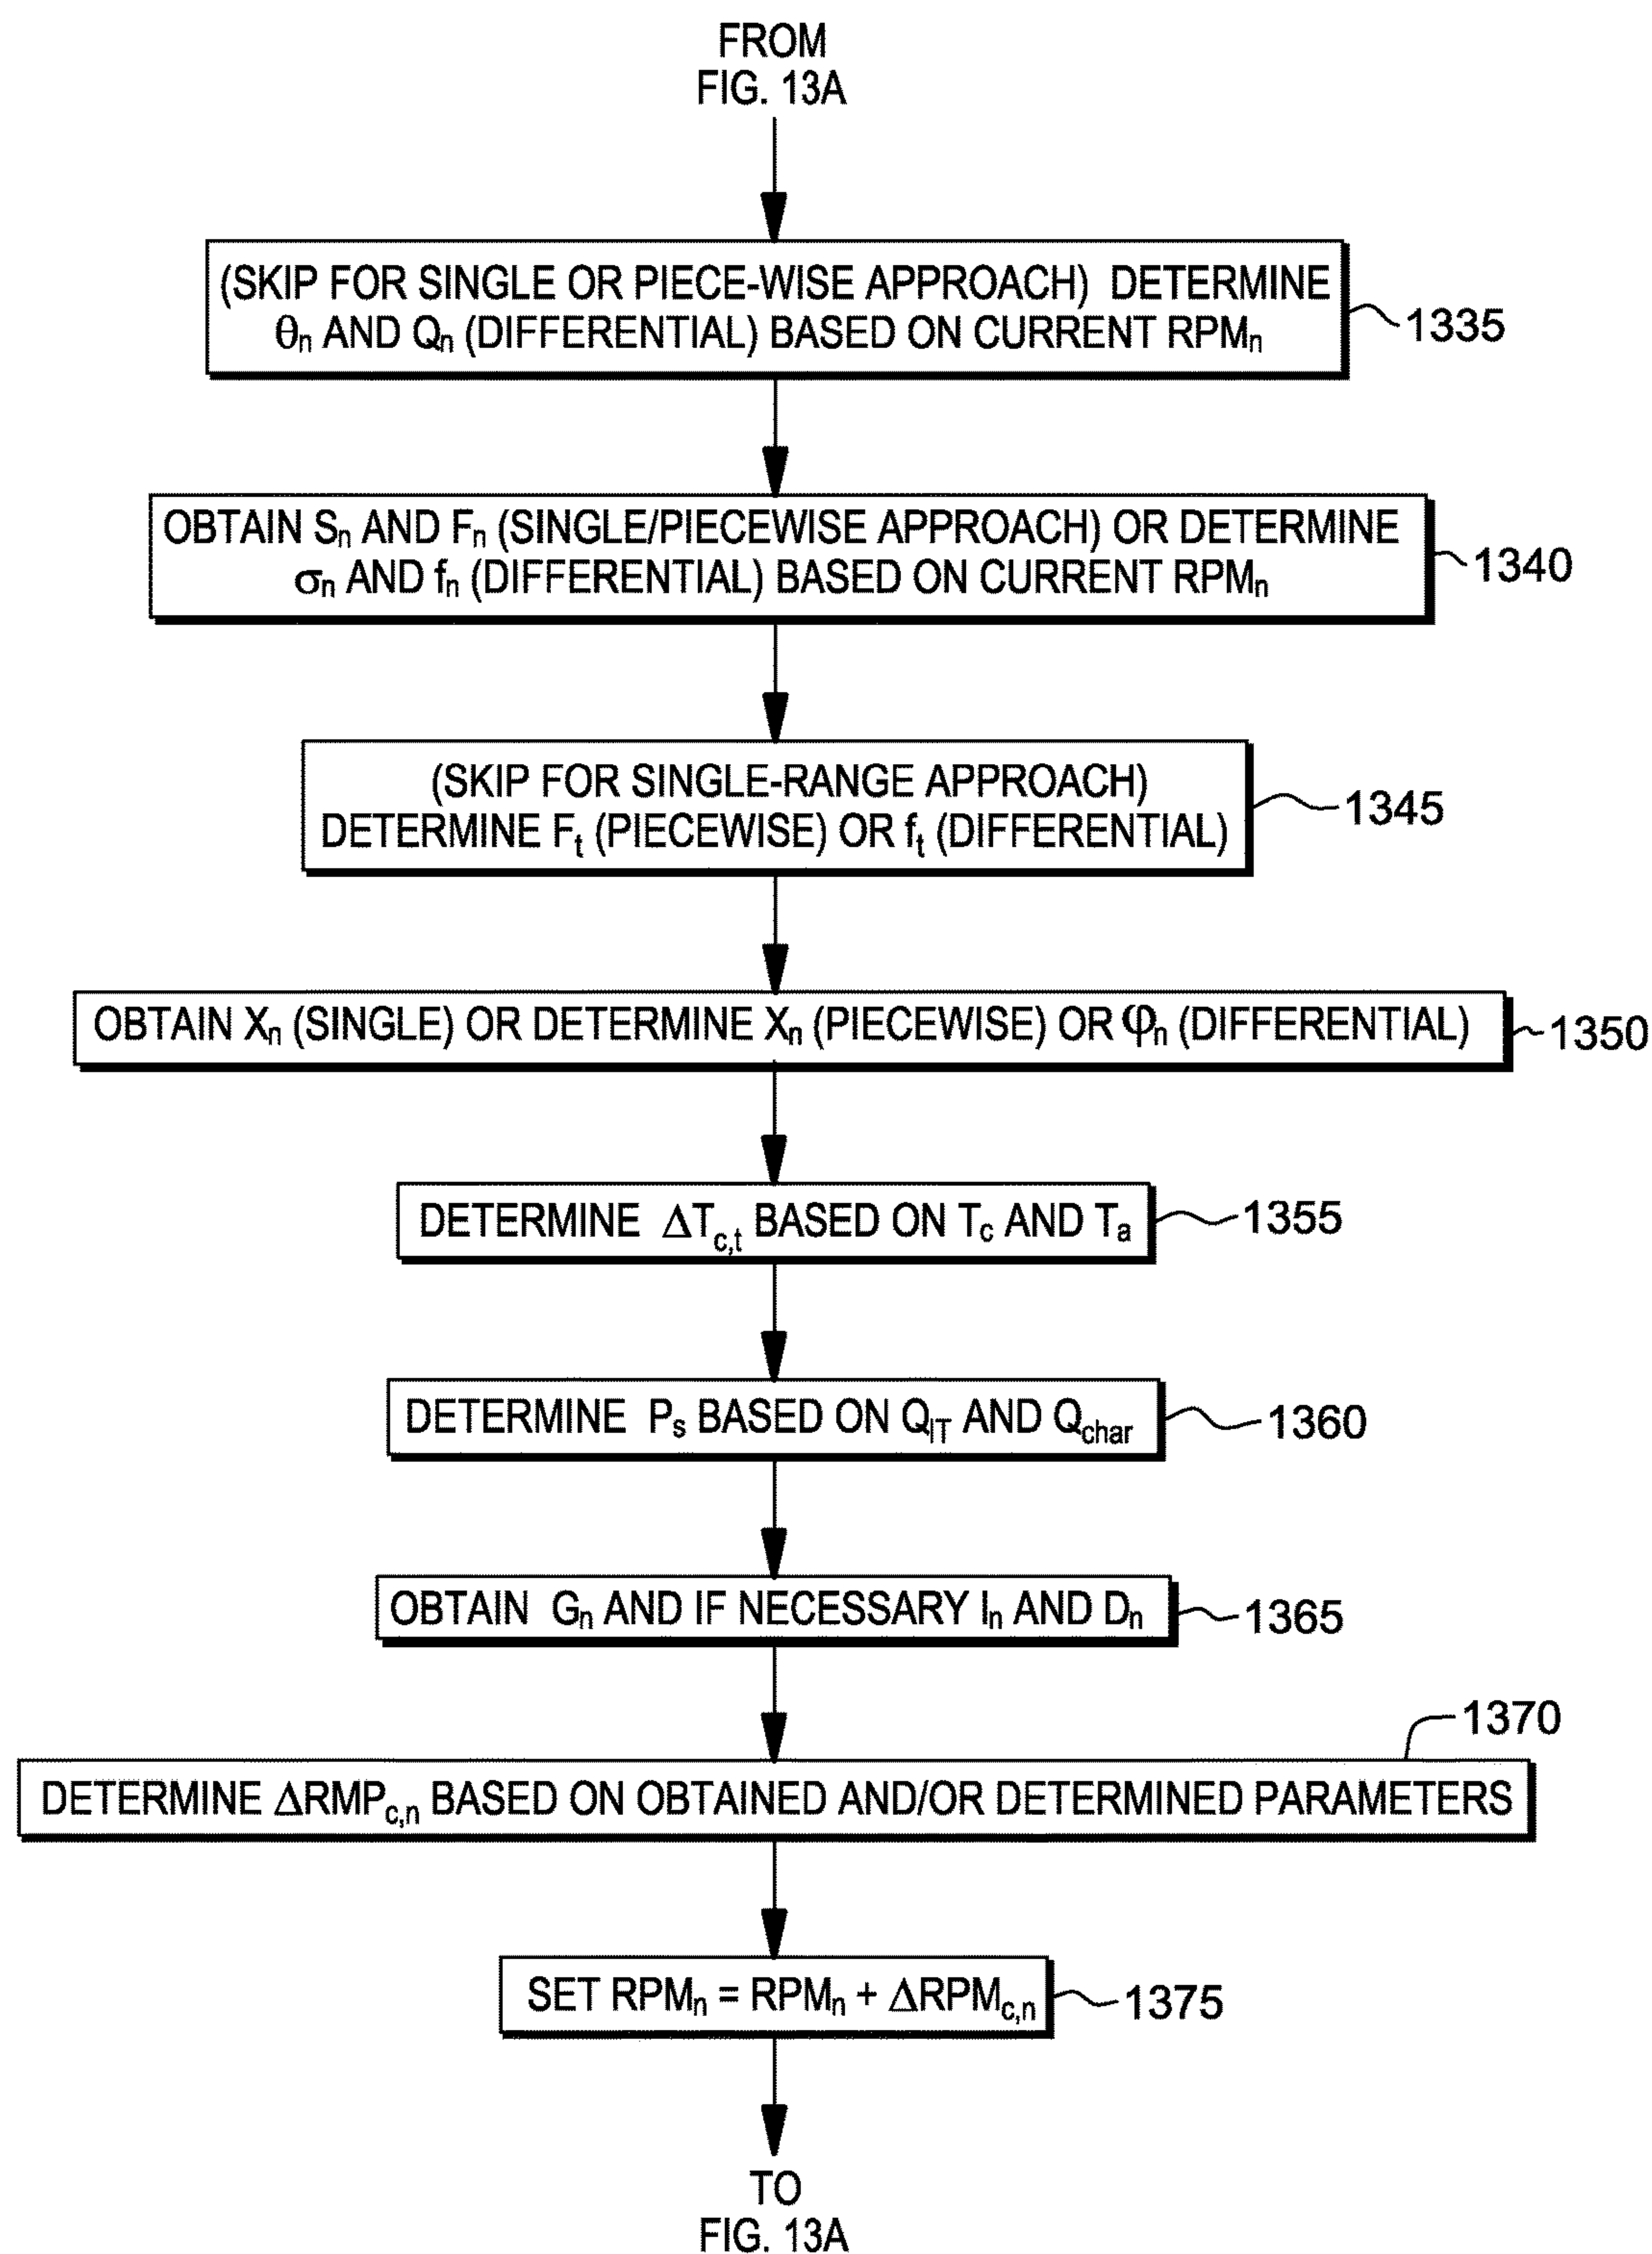 FROM
FIG. 13A
(SKIP FOR SINGLE OR PIECE-WISE APPROACH) DETERMINE
θn AND Qn (DIFFERENTIAL) BASED ON CURRENT RPMn
1335
OBTAIN Sn AND Fn (SINGLE/PIECEWISE APPROACH) OR DETERMINE
σn AND fn (DIFFERENTIAL) BASED ON CURRENT RPMn
1340
(SKIP FOR SINGLE-RANGE APPROACH)
DETERMINE Ft (PIECEWISE) OR ft (DIFFERENTIAL)
1345
OBTAIN Xn (SINGLE) OR DETERMINE Xn (PIECEWISE) OR φn (DIFFERENTIAL)
1350
DETERMINE ΔTc,t BASED ON Tc AND Ta
1355
DETERMINE Ps BASED ON QIT AND Qchar
1360
OBTAIN Gn AND IF NECESSARY In AND Dn
1365
1370
DETERMINE ΔRMPc,n BASED ON OBTAINED AND/OR DETERMINED PARAMETERS
SET RPMn = RPMn + ΔRPMc,n
1375
TO
FIG. 13A